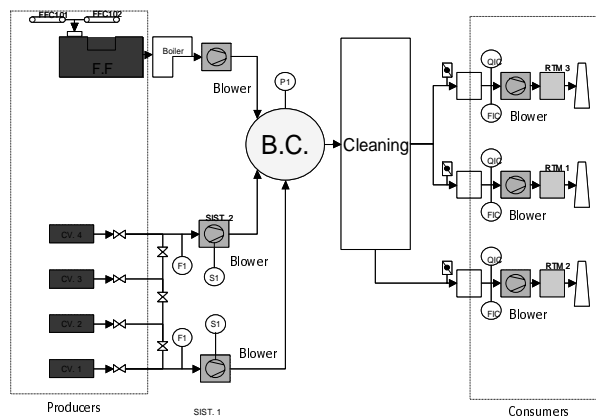 FFC101 FFC102
F.F
Boiler
Blower
P1
B.C.
Cleaning
QIC
FIC
Blower
RTM 3
QIC
FIC
Blower
RTM 1
QIC
FIC
Blower
RTM 2
CV. 4
CV. 3
CV. 2
CV. 1
F1
SIST. 2
S1
Blower
F1
S1
Blower
Producers
SIST. 1
Consumers